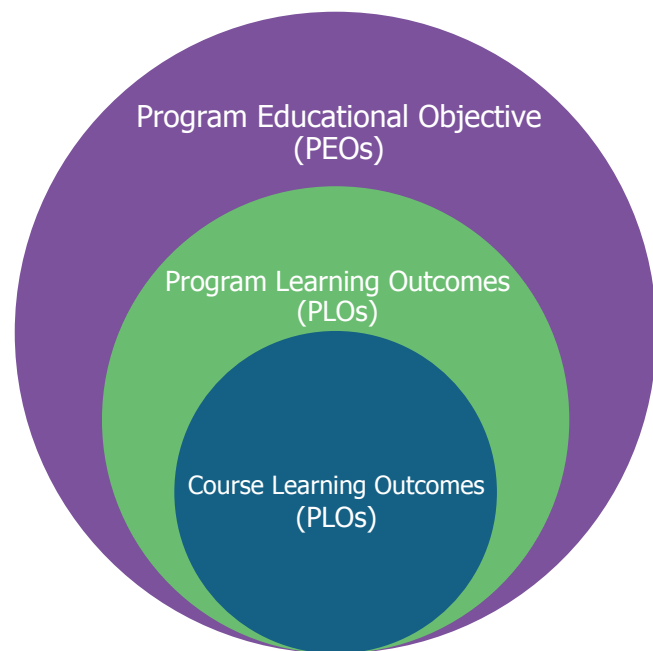 Program Educational Objective
(PEOs)
Program Learning Outcomes
(PLOs)
Course Learning Outcomes
(PLOs)